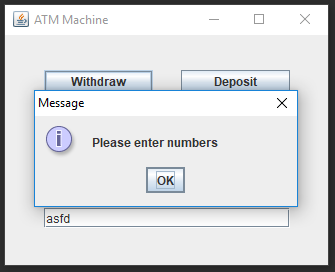 ATM Machine
Withdraw Deposit
Message
Please enter numbers
OK
asfd